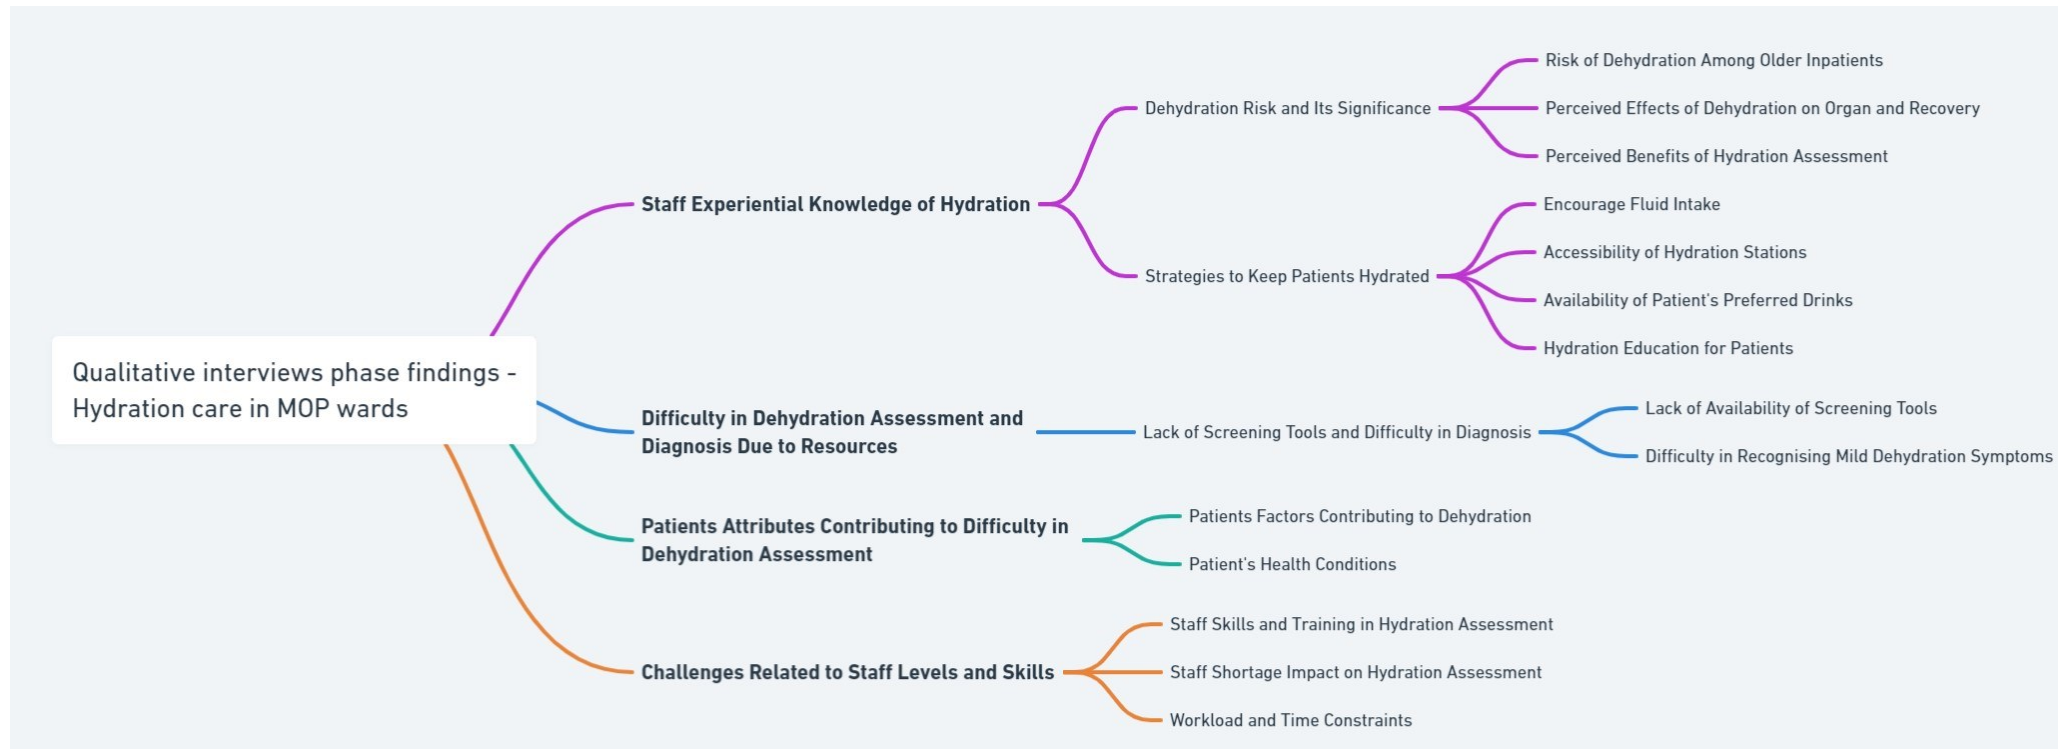 Qualitative interviews phase findings -
Hydration care in MOP wards
Staff Experiential Knowledge of Hydration
Dehydration Risk and Its Significance
Risk of Dehydration Among Older Inpatients
Perceived Effects of Dehydration on Organ and Recovery
Perceived Benefits of Hydration Assessment
Strategies to Keep Patients Hydrated
Encourage Fluid Intake
Accessibility of Hydration Stations
Availability of Patient's Preferred Drinks
Hydration Education for Patients
Difficulty in Dehydration Assessment and
Diagnosis Due to Resources
Lack of Screening Tools and Difficulty in Diagnosis
Lack of Availability of Screening Tools
Difficulty in Recognising Mild Dehydration Symptoms
Patients Attributes Contributing to Difficulty in
Dehydration Assessment
Patients Factors Contributing to Dehydration
Patient's Health Conditions
Challenges Related to Staff Levels and Skills
Staff Skills and Training in Hydration Assessment
Staff Shortage Impact on Hydration Assessment
Workload and Time Constraints